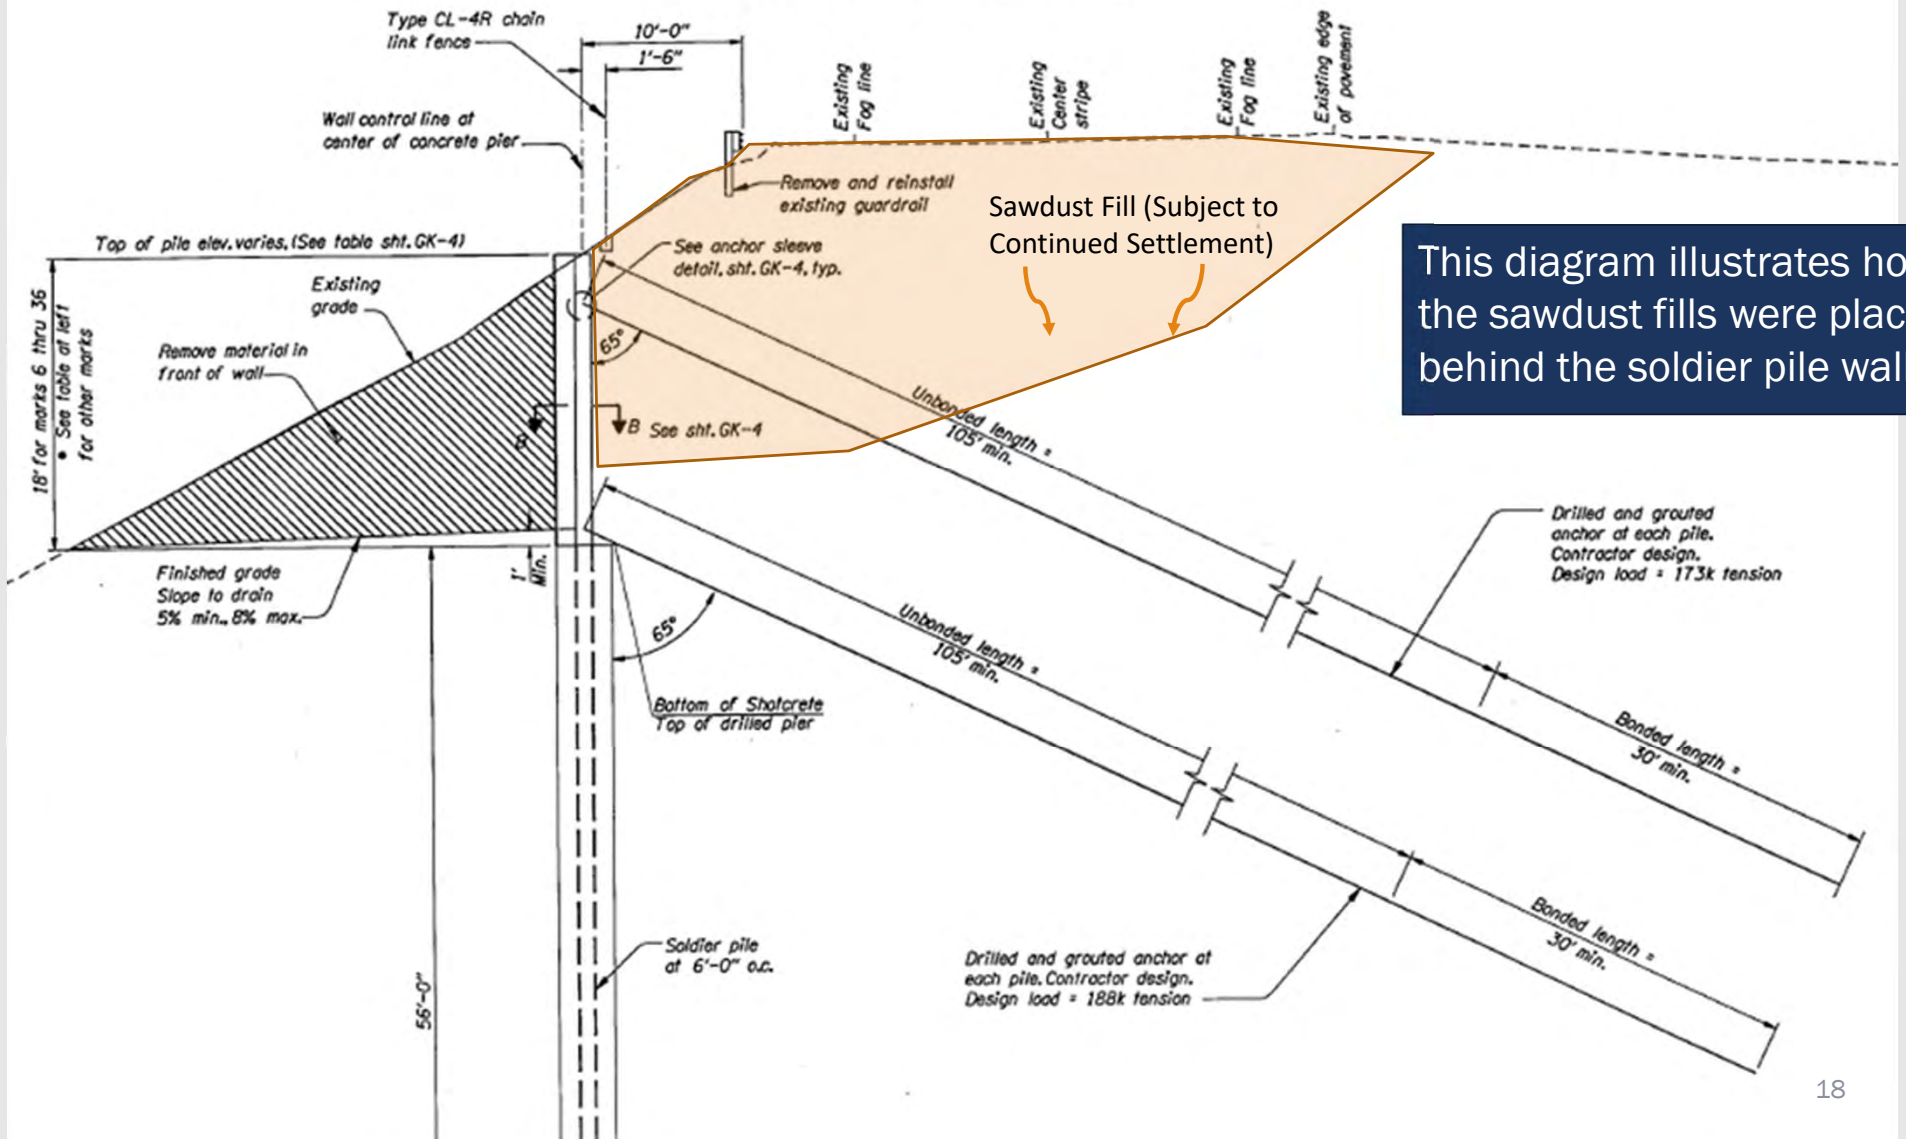 Type CL-4R chain
link fence
10'-0"
1'-6"
Wall control line at
center of concrete pier
Existing
Fog line
Existing
Center
stripe
Existing
Fog line
Existing edge
of pavement
Remove and reinstall
existing guardrail
Sawdust Fill (Subject to
Continued Settlement)
This diagram illustrates ho
the sawdust fills were plac
behind the soldier pile wal
Top of pile elev. varies. (See table sht. GK-4)
See anchor sleeve
detail, sht. GK-4, typ.
Existing
grade
Remove material in
front of wall
18' for marks 6 thru 36
• See table at left
for other marks
65°
B
B See sht. GK-4
Unbonded length =
105' min.
Drilled and grouted
anchor at each pile.
Contractor design.
Design load = 173k tension
Finished grade
Slope to drain
5% min., 8% max.
1'
Min.
65°
Unbonded length =
105' min.
Bottom of Shotcrete
Top of drilled pier
Bonded length =
30' min.
Soldier pile
at 6'-0" o.c.
Drilled and grouted anchor at
each pile. Contractor design.
Design load = 188k tension
Bonded length =
30' min.
56'-0"
18